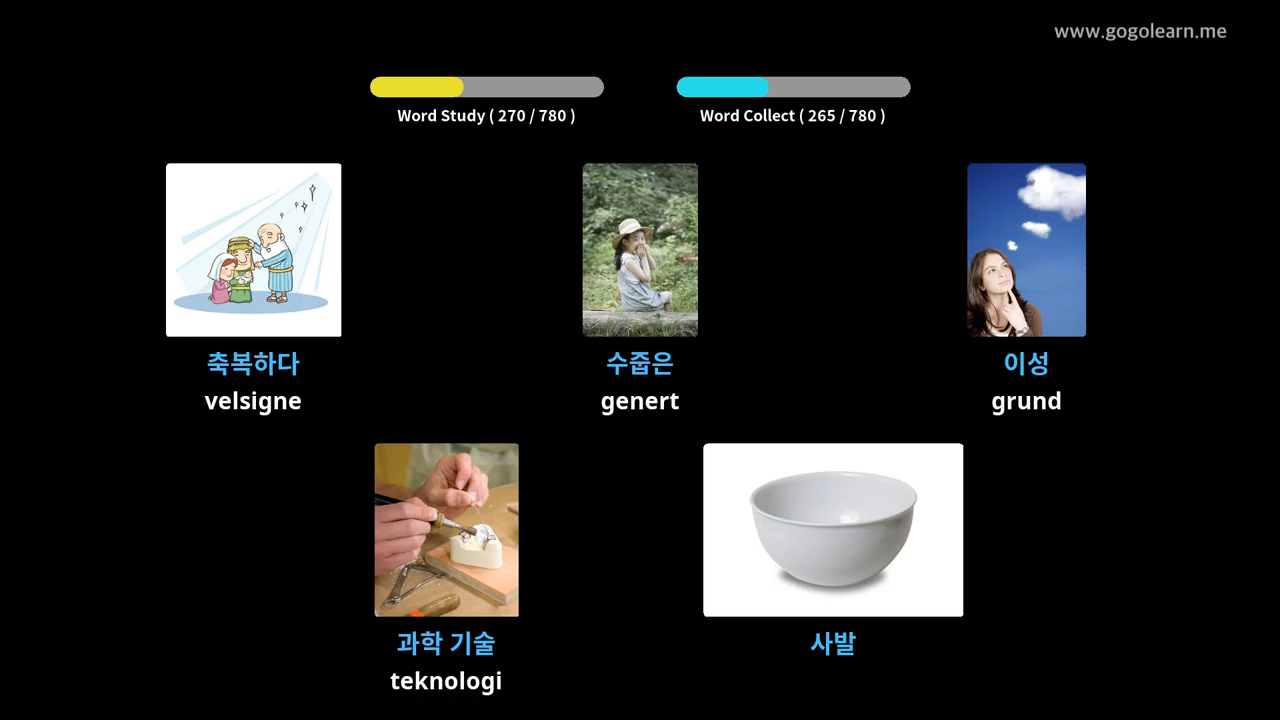 www.gogolearn.me
Word Study ( 270 / 780 )
Word Collect ( 265 / 780 )
축복하다
velsigne
수줍은
genert
이성
grund
과학 기술
teknologi
사발